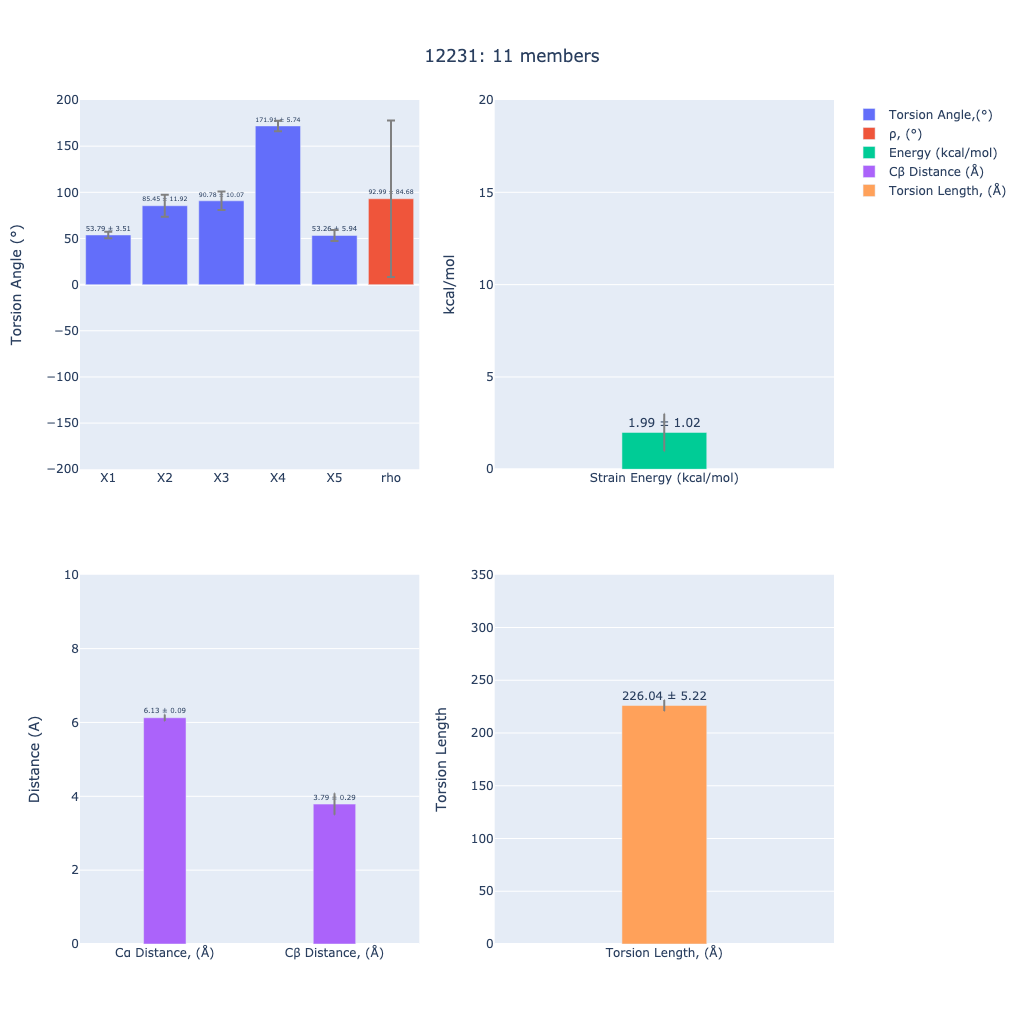 12231: 11 members
200
150
100
50
0
−50
−100
−150
−200
Torsion Angle (°)
53.79 ± 3.51
85.45 ± 11.92
90.78 ± 10.07
171.91 ± 5.74
53.26 ± 5.94
92.99 ± 84.68
X1 X2 X3 X4 X5 rho
20
15
10
5
0
kcal/mol
1.99 ± 1.02
Strain Energy (kcal/mol)
Torsion Angle,(°)
ρ, (°)
Energy (kcal/mol)
Cβ Distance (Å)
Torsion Length, (Å)
10
8
6
4
2
0
Distance (A)
6.13 ± 0.09
3.79 ± 0.29
Cα Distance, (Å) Cβ Distance, (Å)
350
300
250
200
150
100
50
0
Torsion Length
226.04 ± 5.22
Torsion Length, (Å)